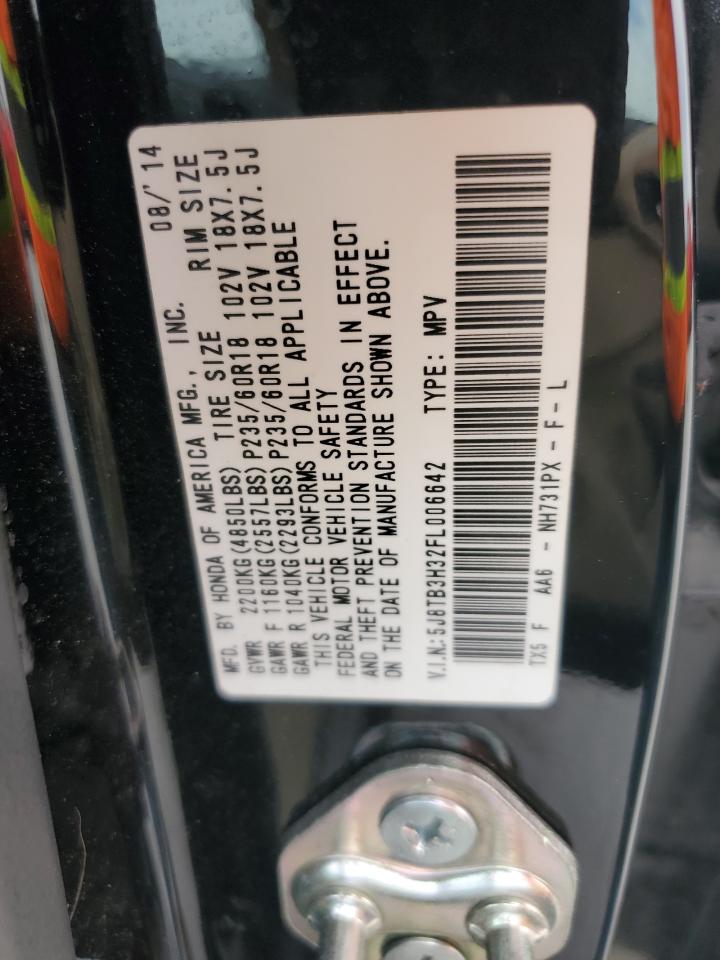 MFD. BY HONDA OF AMERICA MFG., INC. 08/'14
GVWR 2200KG(4850LBS) TIRE SIZE RIM SIZE
GAWR F 1160KG(2557LBS) P235/60R18 102V 18X7.5J
GAWR R 1040KG(2293LBS) P235/60R18 102V 18X7.5J
THIS VEHICLE CONFORMS TO ALL APPLICABLE
FEDERAL MOTOR VEHICLE SAFETY
AND THEFT PREVENTION STANDARDS IN EFFECT
ON THE DATE OF MANUFACTURE SHOWN ABOVE.
V.I.N.:5J8TB3H32FL006642 TYPE: MPV
TX5 F AA6 - NH731PX - F - L